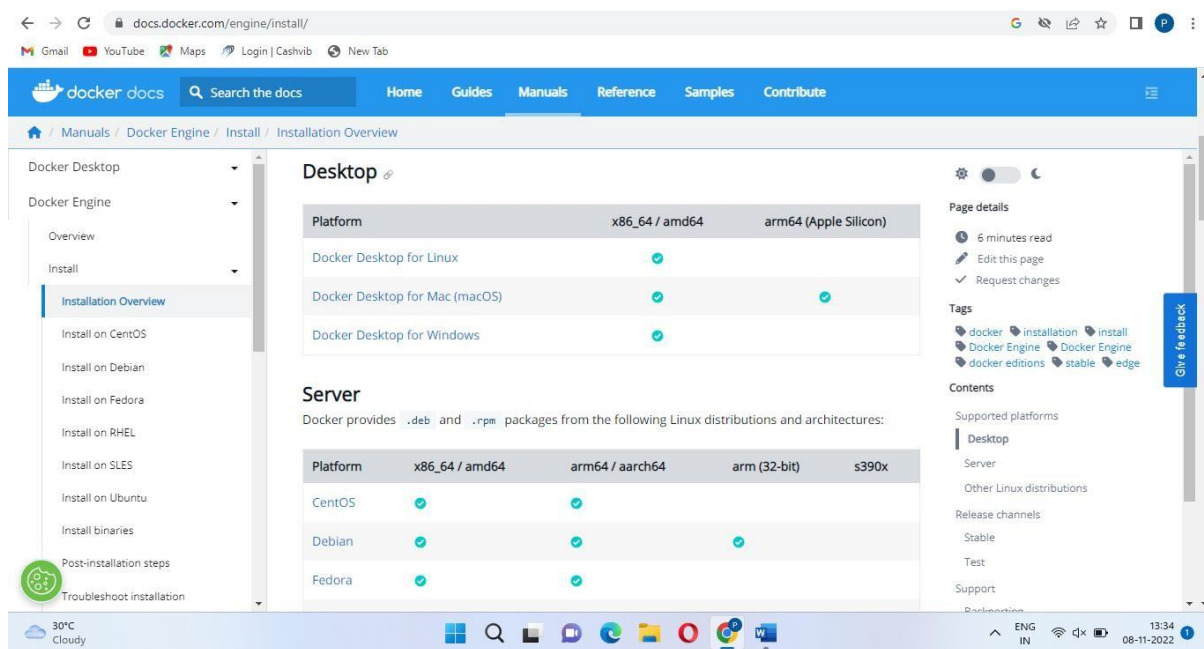 docs.docker.com/engine/install/
G
P
Gmail YouTube Maps Login | Cashvib New Tab
docker docs Search the docs Home Guides Manuals Reference Samples Contribute
/ Manuals / Docker Engine / Install / Installation Overview
Docker Desktop
Docker Engine
Overview
Install
Installation Overview
Install on CentOS
Install on Debian
Install on Fedora
Install on RHEL
Install on SLES
Install on Ubuntu
Install binaries
Post-installation steps
Troubleshoot installation
Desktop
Platform x86_64 / amd64 arm64 (Apple Silicon)
Docker Desktop for Linux
Docker Desktop for Mac (macOS)
Docker Desktop for Windows
Server
Docker provides .deb and .rpm packages from the following Linux distributions and architectures:
Platform x86_64 / amd64 arm64 / aarch64 arm (32-bit) s390x
CentOS
Debian
Fedora
Page details
6 minutes read
Edit this page
Request changes
Tags
docker installation install
Docker Engine Docker Engine
docker editions stable edge
Contents
Supported platforms
Desktop
Server
Other Linux distributions
Release channels
Stable
Test
Support
Give feedback
30°C
Cloudy
ENG
IN
13:34
08-11-2022
1